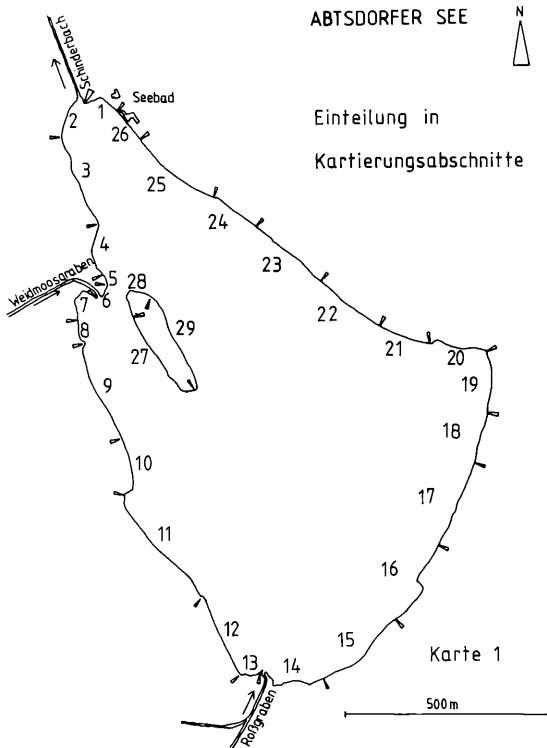 ABTSDORFER SEE
N
Einteilung in
Kartierungsabschnitte
Schinderbach
Seebad
1
2
26
3
25
24
4
23
Weidmoosgraben
5
28
6
7
29
22
8
27
21
20
9
19
18
10
17
11
16
12
15
Karte 1
13
14
500m
Roßgraben